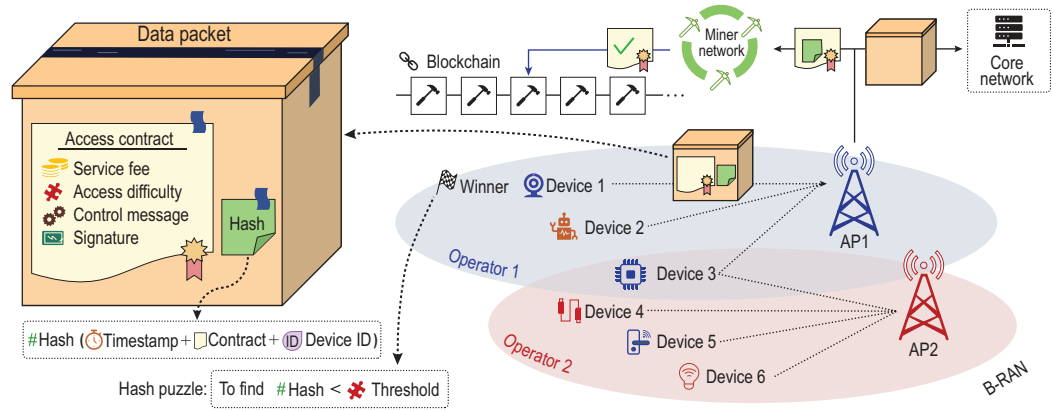 Data packet
Access contract
Service fee
Access difficulty
Control message
Signature
Hash
#Hash (Timestamp + Contract + ID Device ID)
Hash puzzle: To find #Hash < Threshold
Blockchain
Miner
network
Core
network
Winner
Device 1
Device 2
Device 3
Operator 1
AP1
Device 4
Device 5
Device 6
Operator 2
AP2
B-RAN